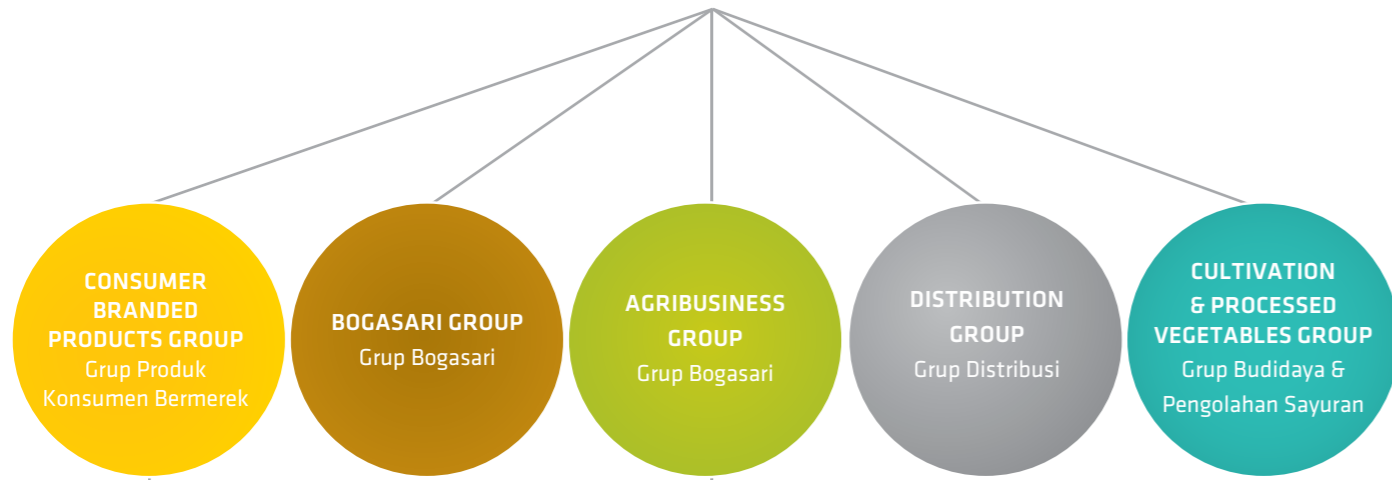 CONSUMER
BRANDED
PRODUCTS GROUP
Grup Produk
Konsumen Bermerek
BOGASARI GROUP
Grup Bogasari
AGRIBUSINESS
GROUP
Grup Bogasari
DISTRIBUTION
GROUP
Grup Distribusi
CULTIVATION
& PROCESSED
VEGETABLES GROUP
Grup Budidaya &
Pengolahan Sayuran